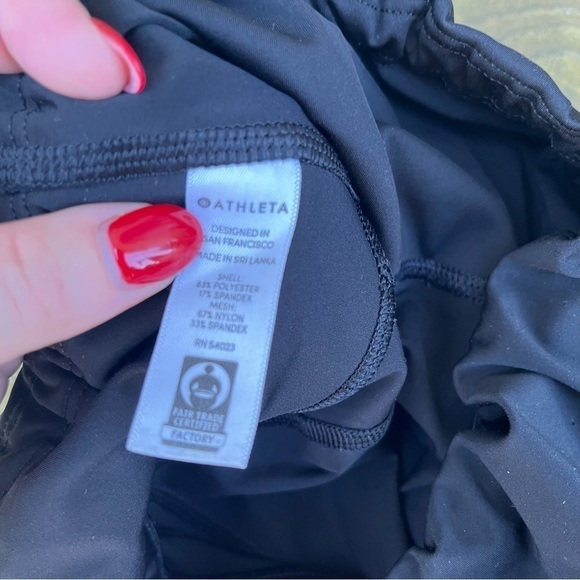 ATHLETA
DESIGNED IN
SAN FRANCISCO
MADE IN SRI LANKA
SHELL:
83% POLYESTER
17% SPANDEX
MESH:
67% NYLON
33% SPANDEX
RN 54023
FAIR TRADE
CERTIFIED
FACTORY